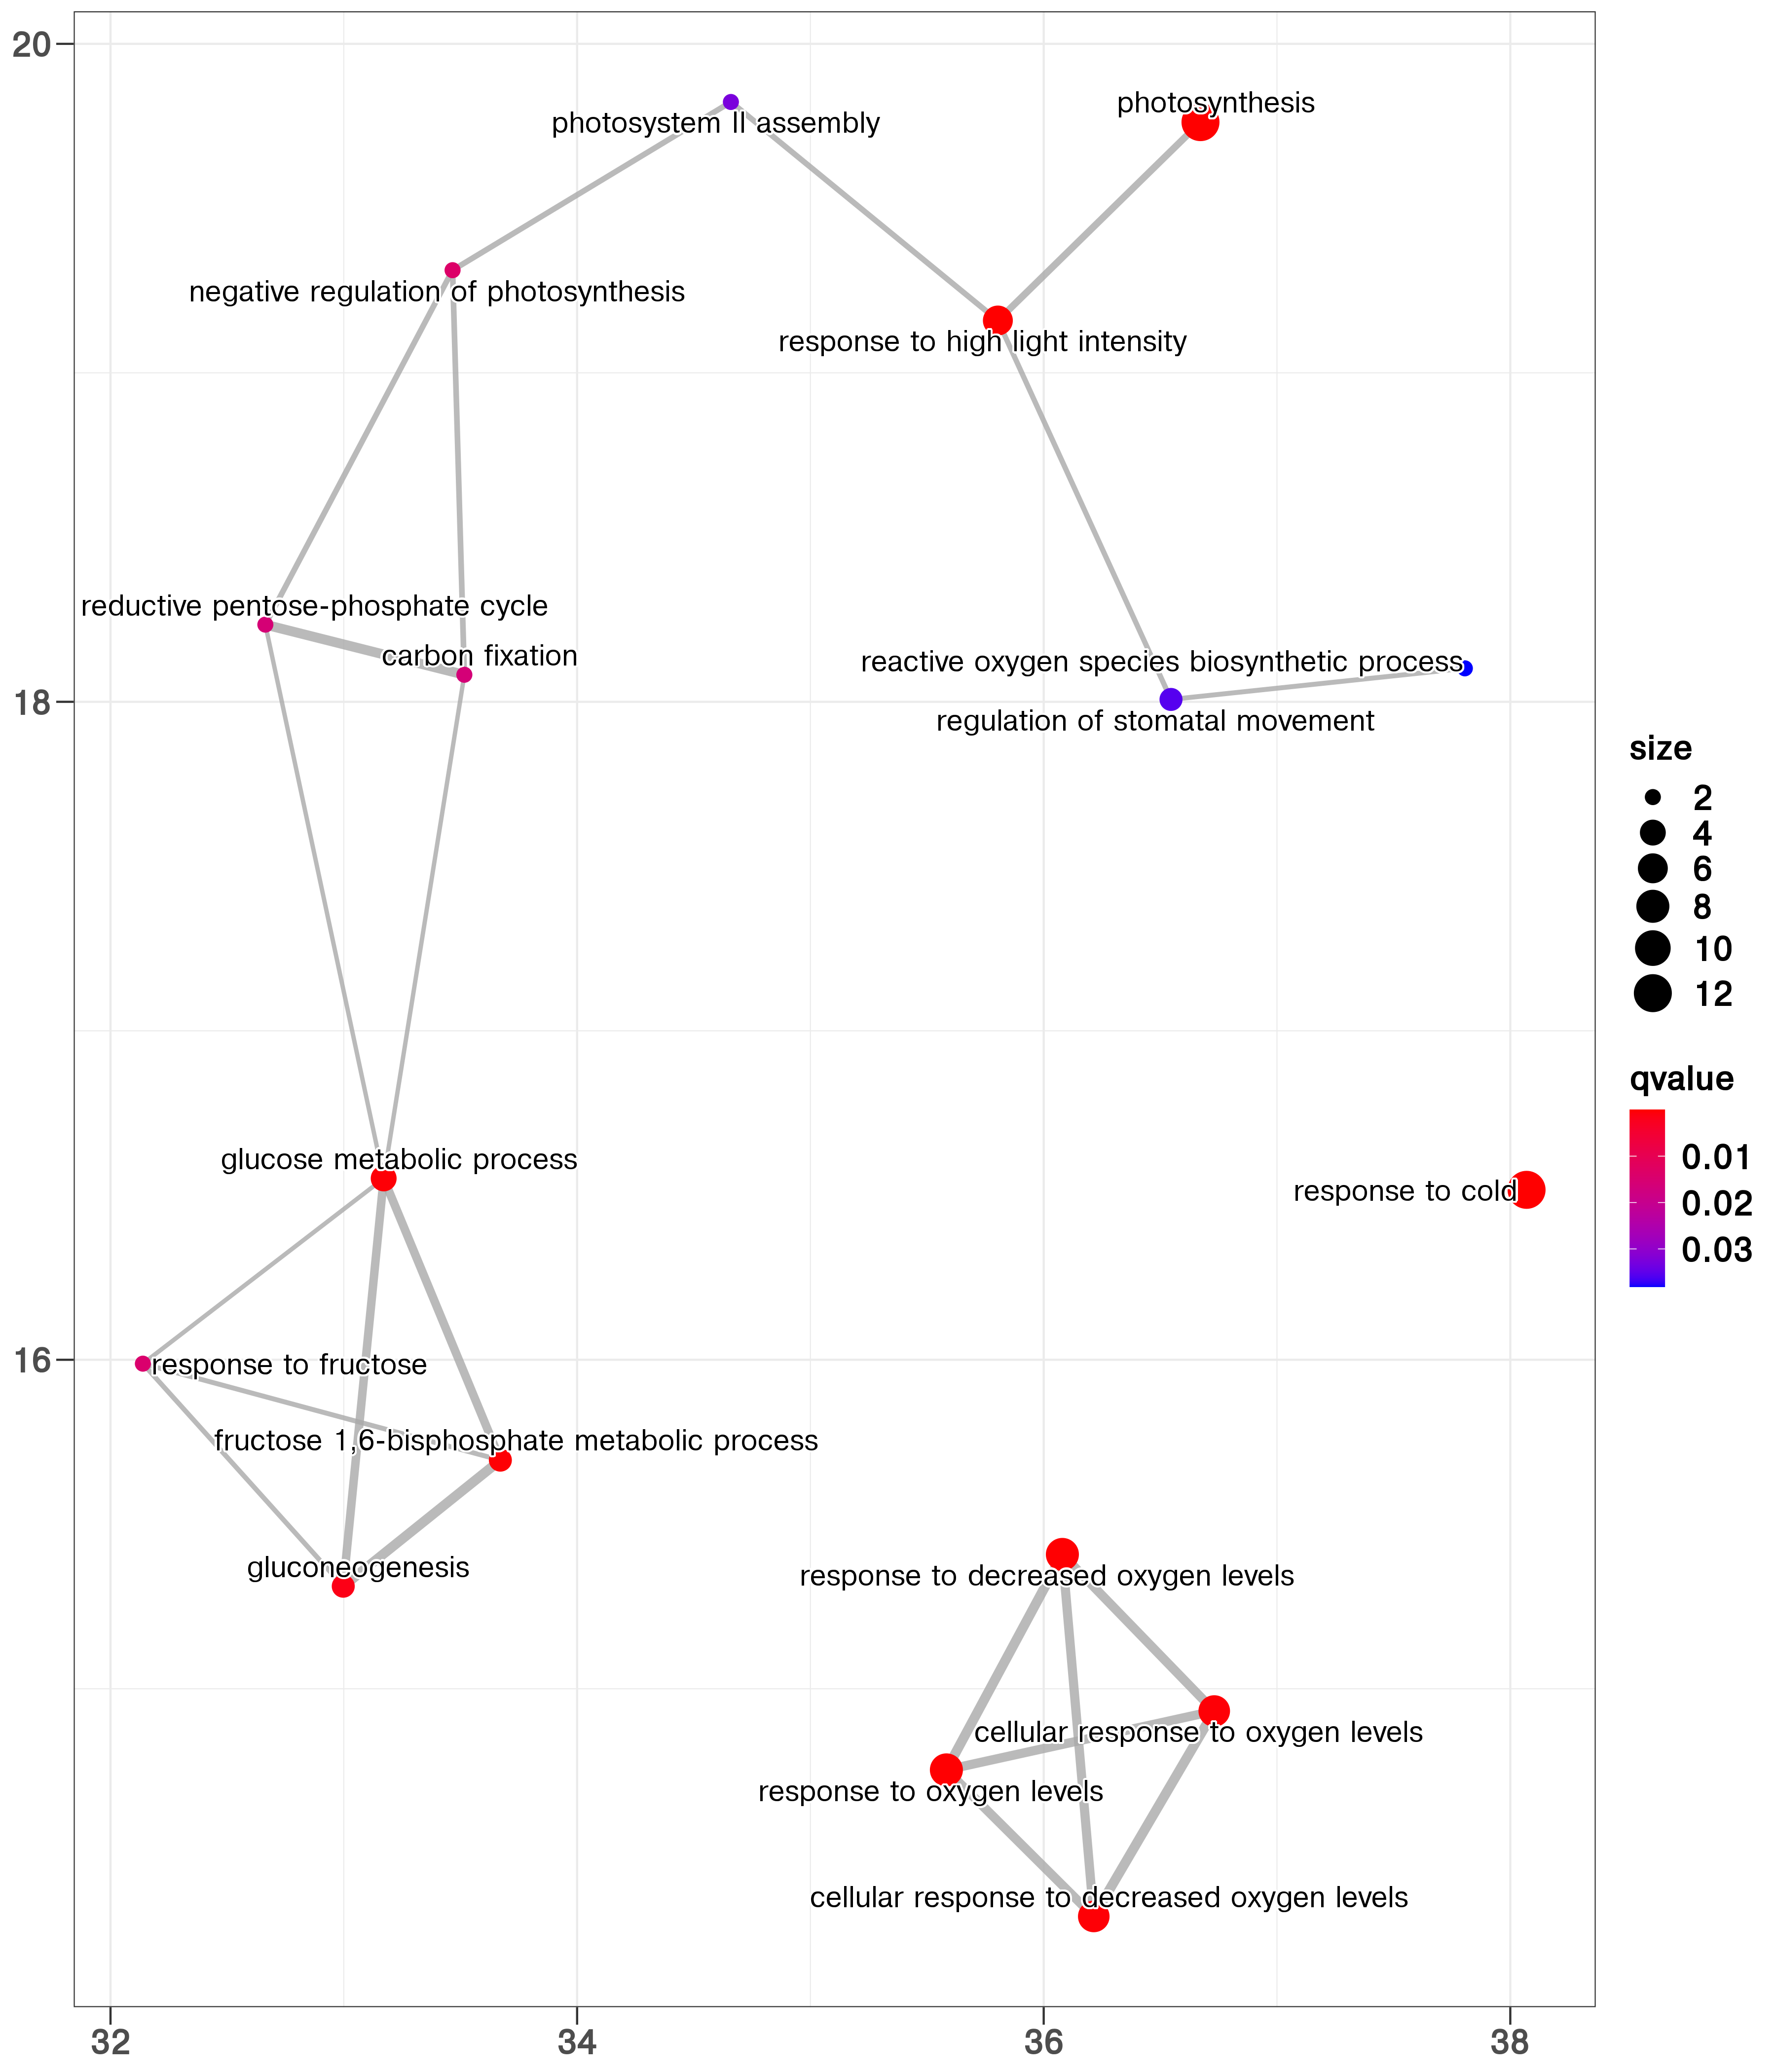 20
photosynthesis
photosystem II assembly
negative regulation of photosynthesis
response to high light intensity
reductive pentose-phosphate cycle
carbon fixation
reactive oxygen species biosynthetic process
18
regulation of stomatal movement
size
2
4
6
8
10
12
qvalue
0.01
0.02
0.03
glucose metabolic process
response to cold
16
response to fructose
fructose 1,6-bisphosphate metabolic process
gluconeogenesis
response to decreased oxygen levels
cellular response to oxygen levels
response to oxygen levels
cellular response to decreased oxygen levels
32 34 36 38